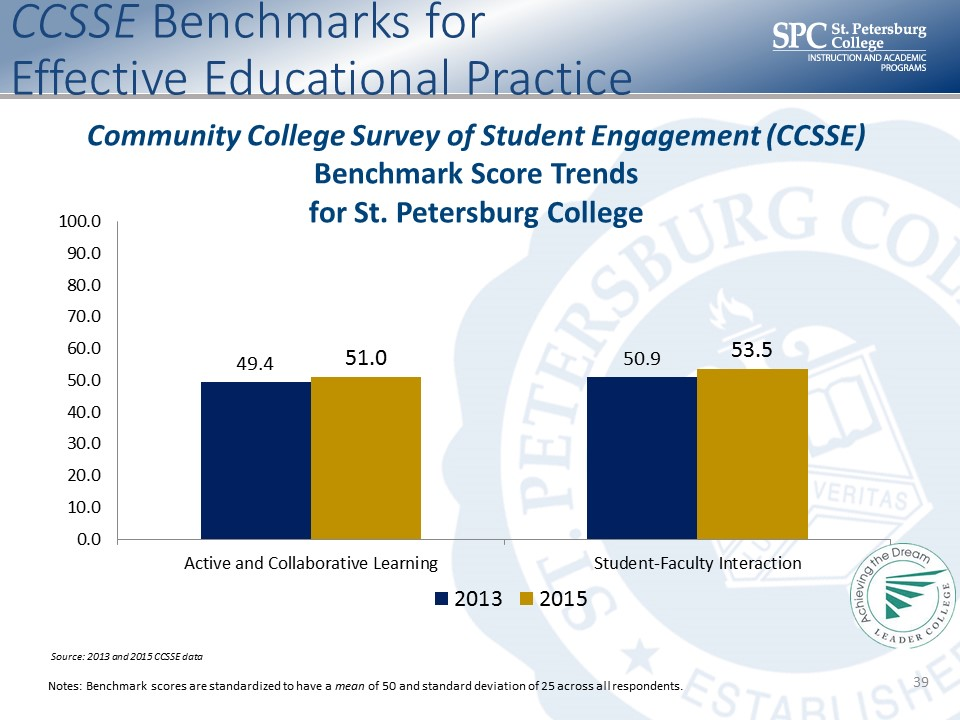 CCSSE Benchmarks for
Effective Educational Practice
SPC St. Petersburg
College
INSTRUCTION AND ACADEMIC
PROGRAMS
Community College Survey of Student Engagement (CCSSE)
Benchmark Score Trends
for St. Petersburg College
100.0
90.0
80.0
70.0
60.0
50.0
40.0
30.0
20.0
10.0
0.0
49.4
51.0
50.9
53.5
Active and Collaborative Learning
Student-Faculty Interaction
2013 2015
ST. PETERSBURG COL
VERITAS
ESTABLISHE
Achieving the Dream
LEADER COLLEGE
Source: 2013 and 2015 CCSSE data
Notes: Benchmark scores are standardized to have a mean of 50 and standard deviation of 25 across all respondents.
39